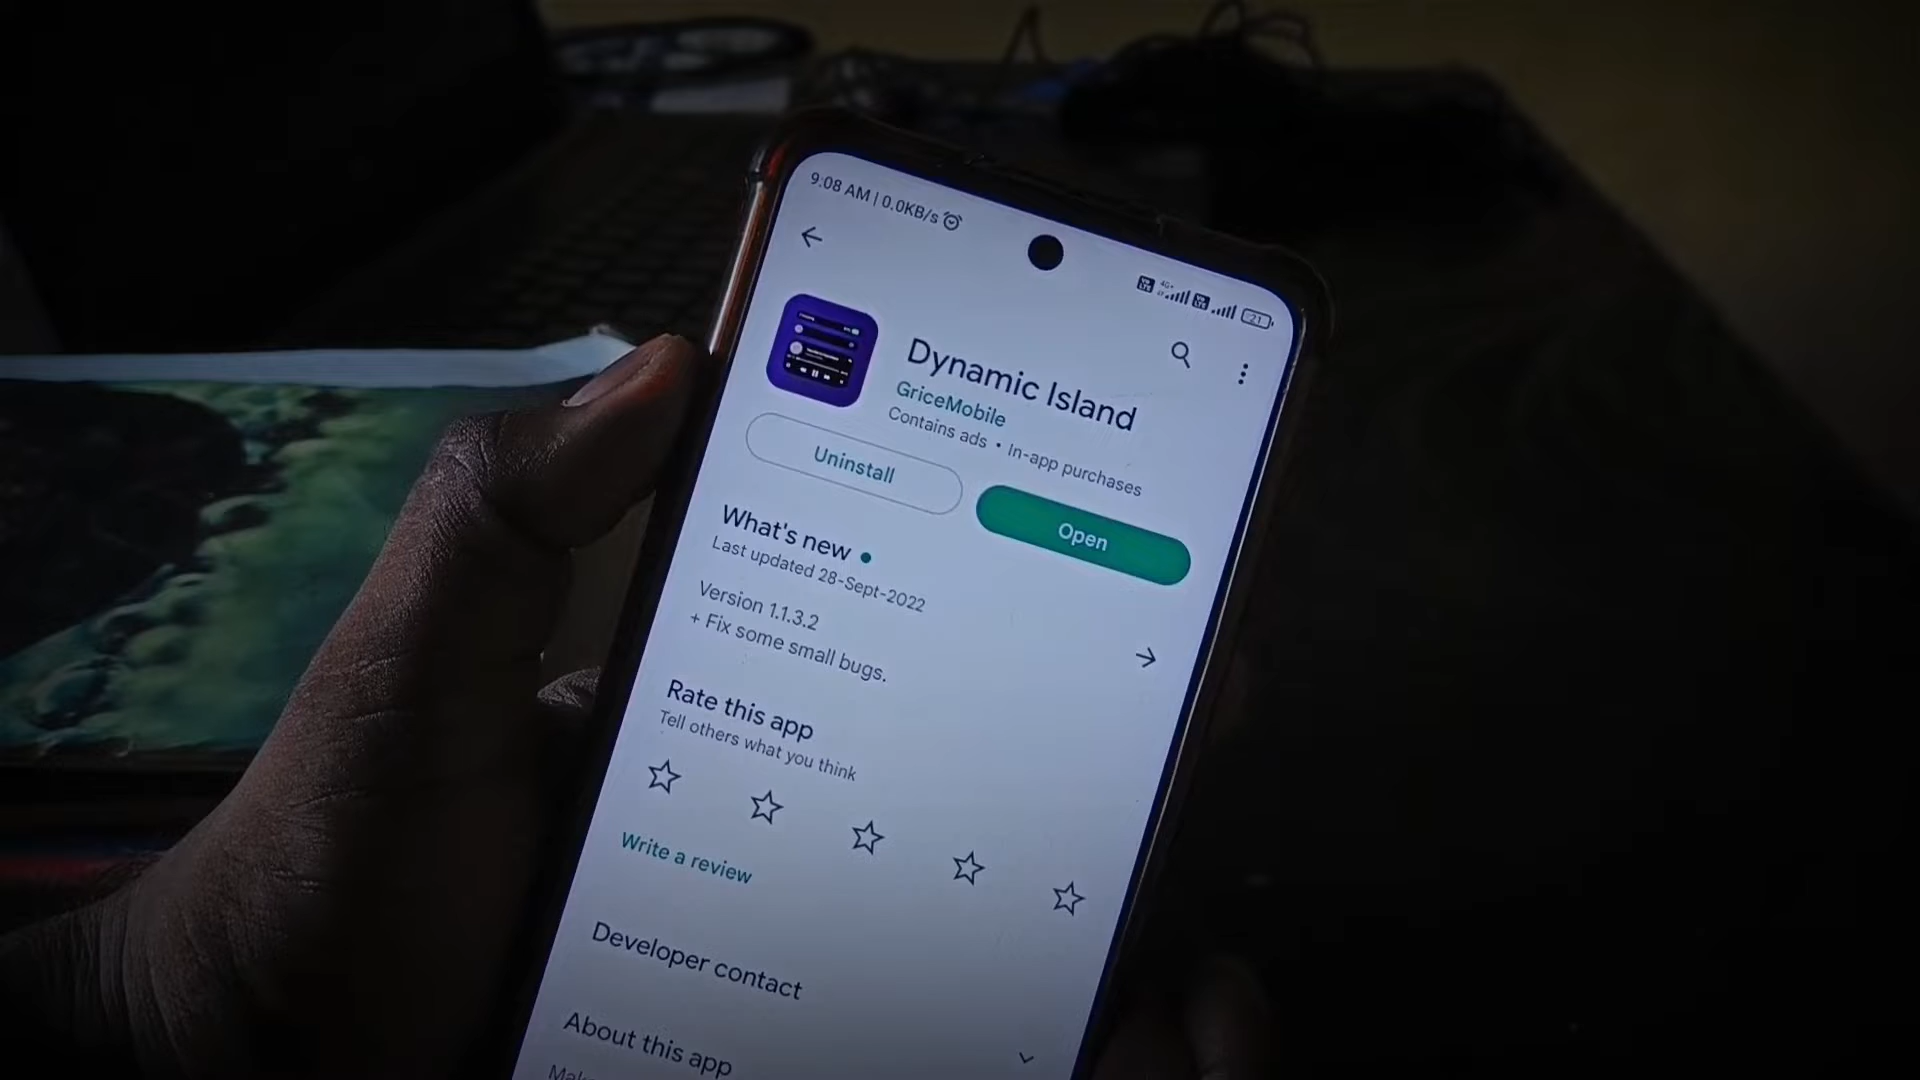 9.08 AM | 0.0KB/s
4G+
21
Dynamic Island
GriceMobile
Contains ads • In-app purchases
Uninstall
Open
What's new •
Last updated 28-Sept-2022
Version 1.1.3.2
+ Fix some small bugs.
Rate this app
Tell others what you think
Write a review
Developer contact
About this app